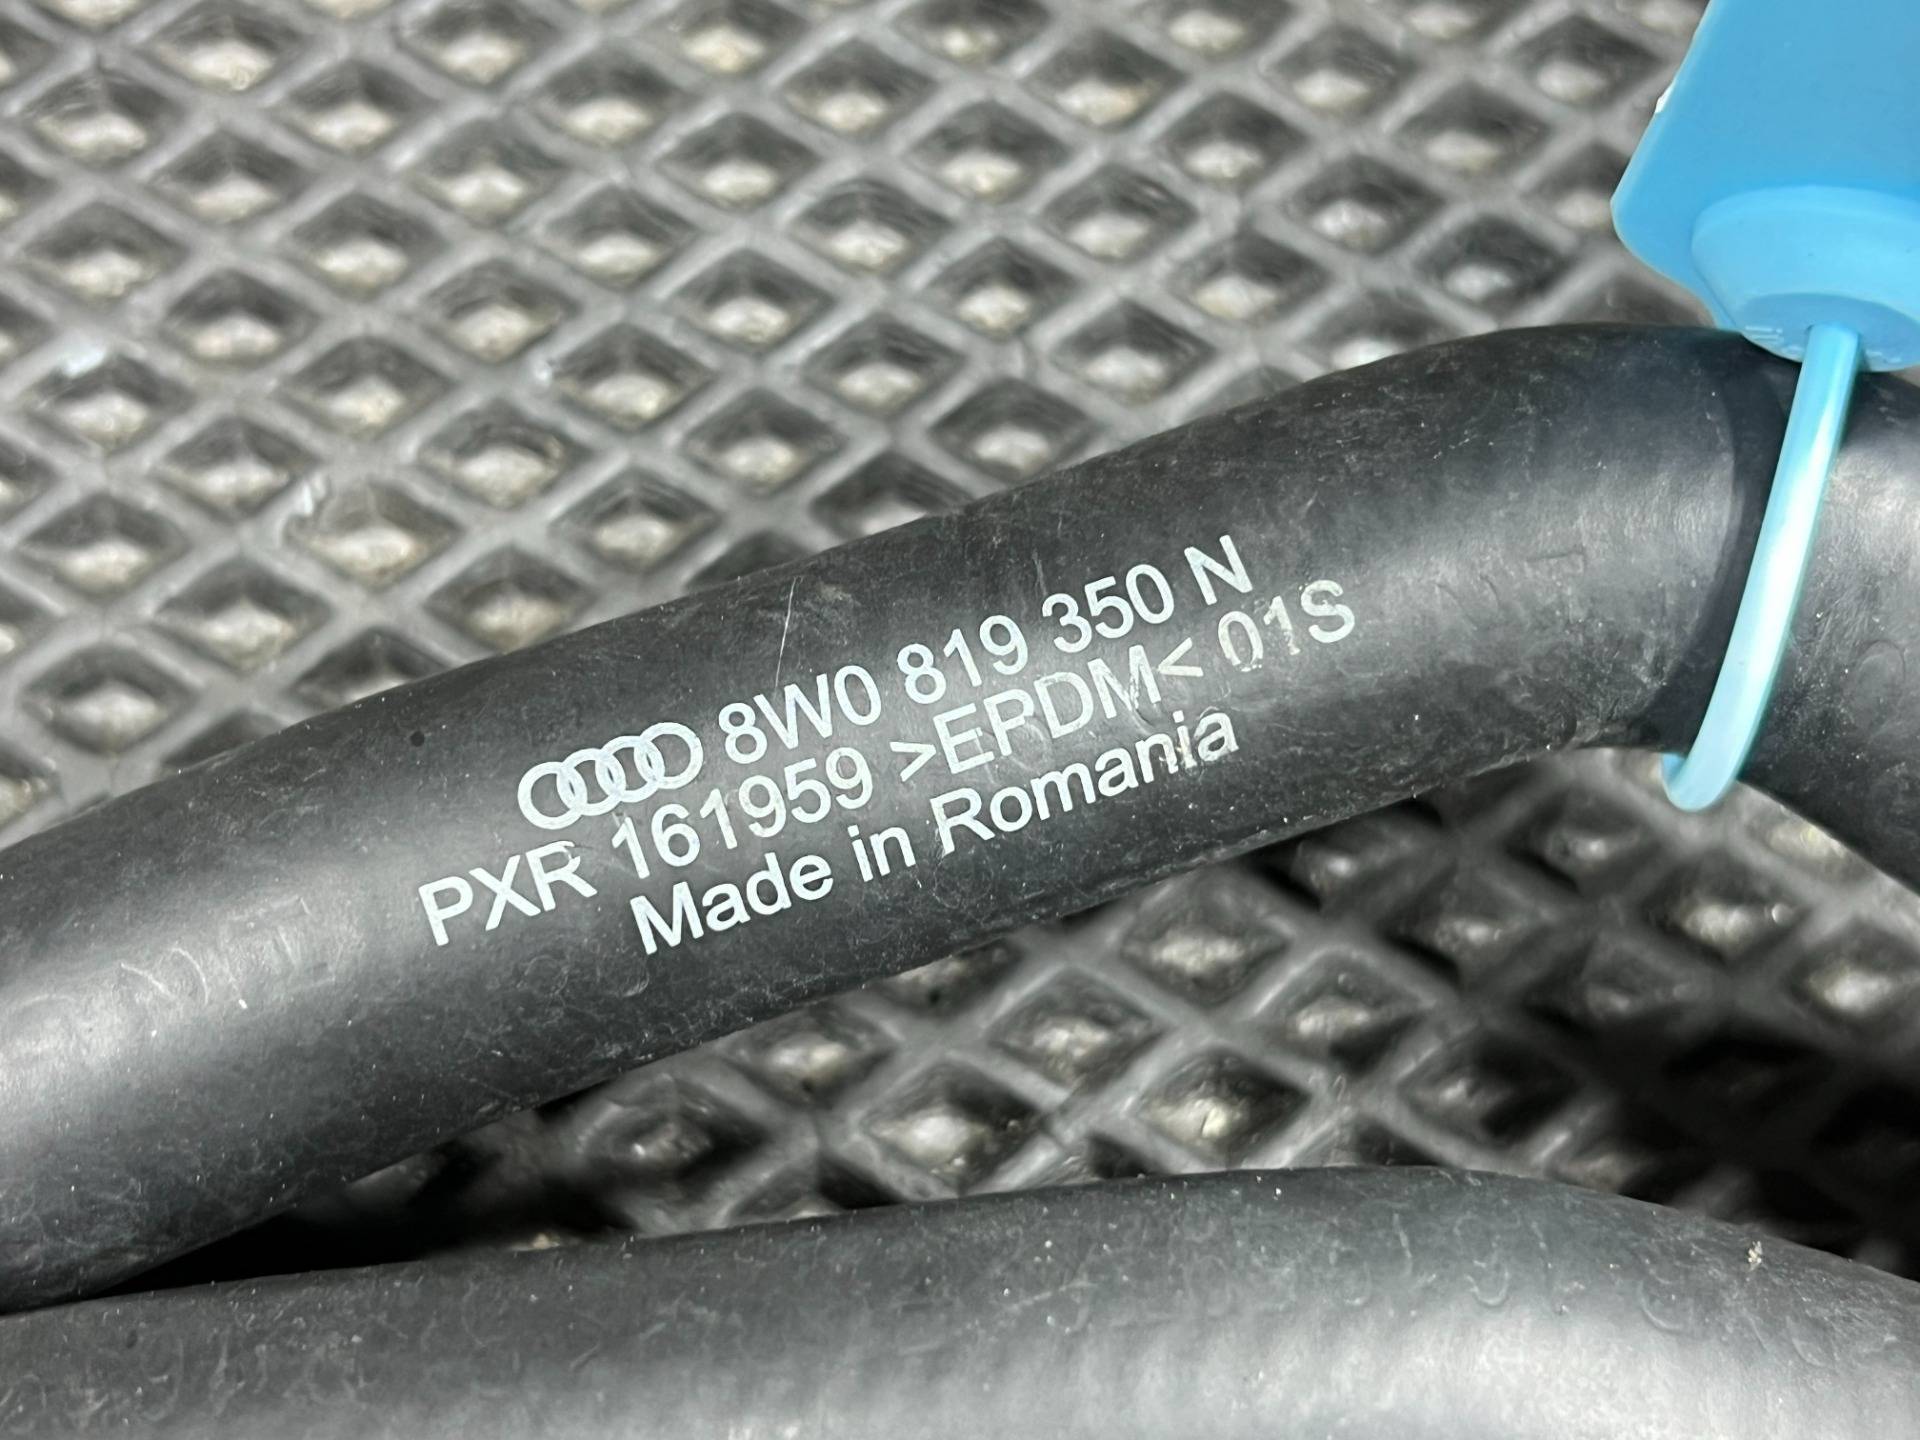 8W0 819 350 N
PXR 161959 >EPDM< 01S
Made in Romania